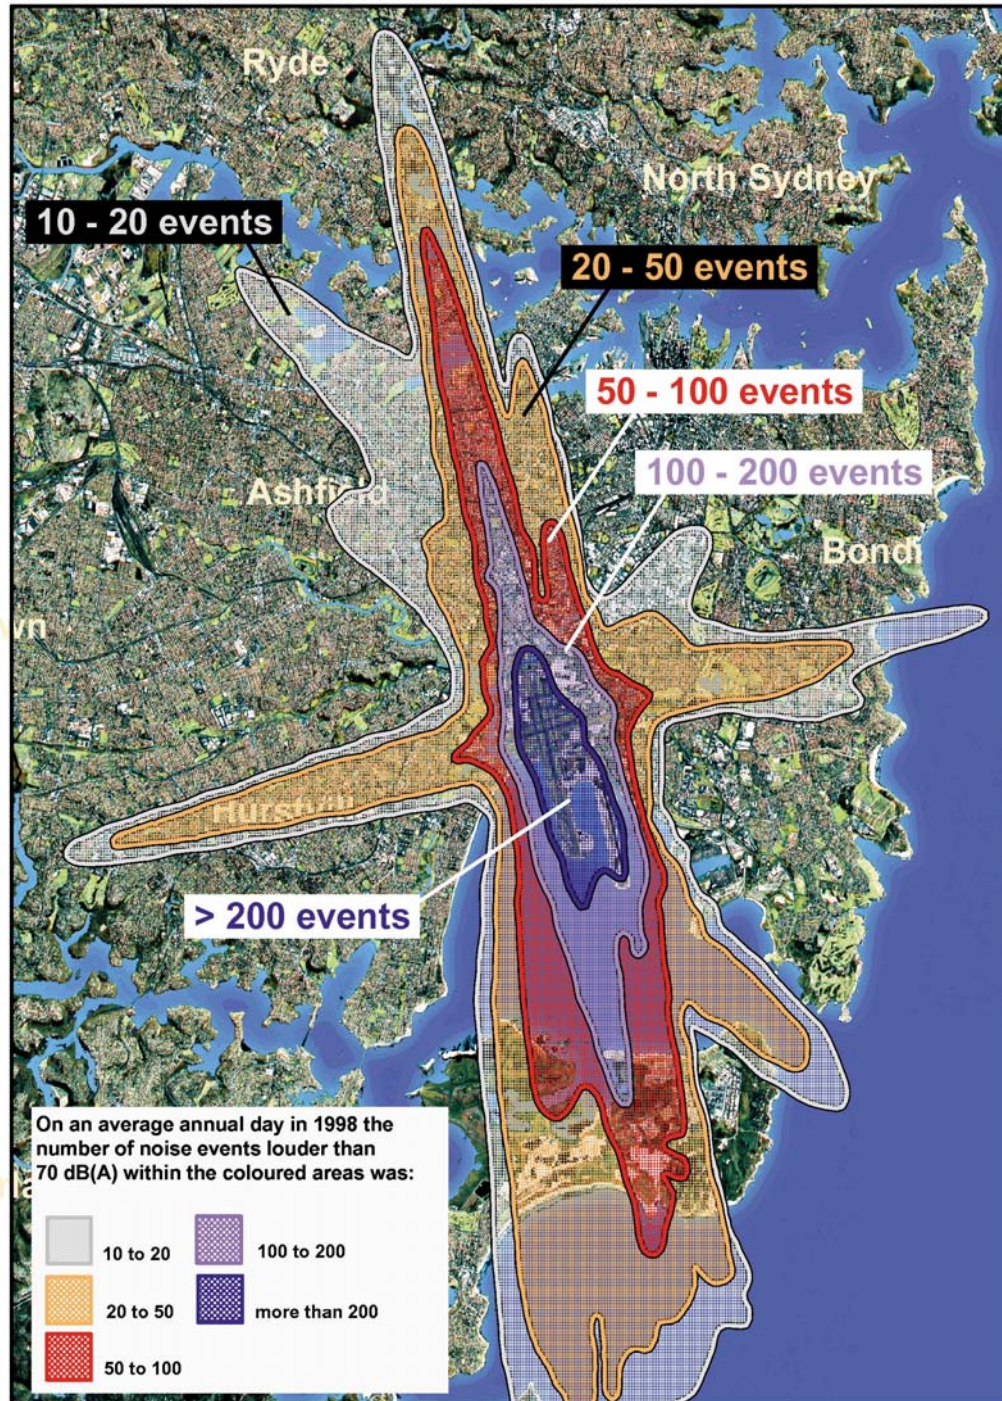 Ryde
North Sydney
10 - 20 events
20 - 50 events
50 - 100 events
100 - 200 events
Ashfield
Bondi
wn
> 200 events
On an average annual day in 1998 the
number of noise events louder than
70 dB(A) within the coloured areas was:
10 to 20
100 to 200
20 to 50
more than 200
50 to 100